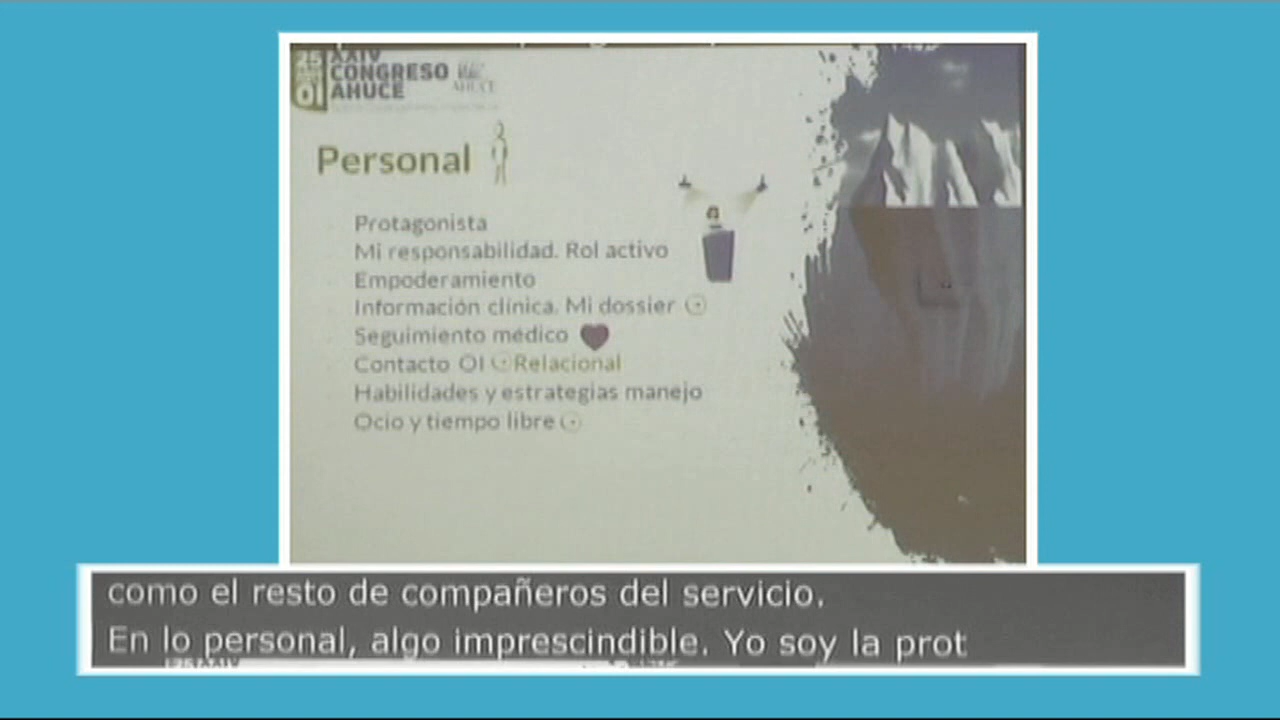 25
XXIV
CONGRESO
AHUCE
OI
AHUCE
Personal
Protagonista
Mi responsabilidad. Rol activo
Empoderamiento
Información clínica. Mi dossier
Seguimiento médico
Contacto OI Relacional
Habilidades y estrategias manejo
Ocio y tiempo libre
como el resto de compañeros del servicio.
En lo personal, algo imprescindible. Yo soy la prot